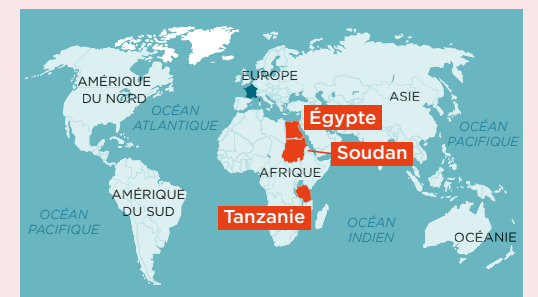 AMÉRIQUE
DU NORD
EUROPE
ASIE
OCÉAN
ATLANTIQUE
Égypte
OCÉAN
PACIFIQUE
Soudan
AFRIQUE
AMÉRIQUE
DU SUD
Tanzanie
OCÉAN
PACIFIQUE
OCÉAN
INDIEN
OCÉANIE